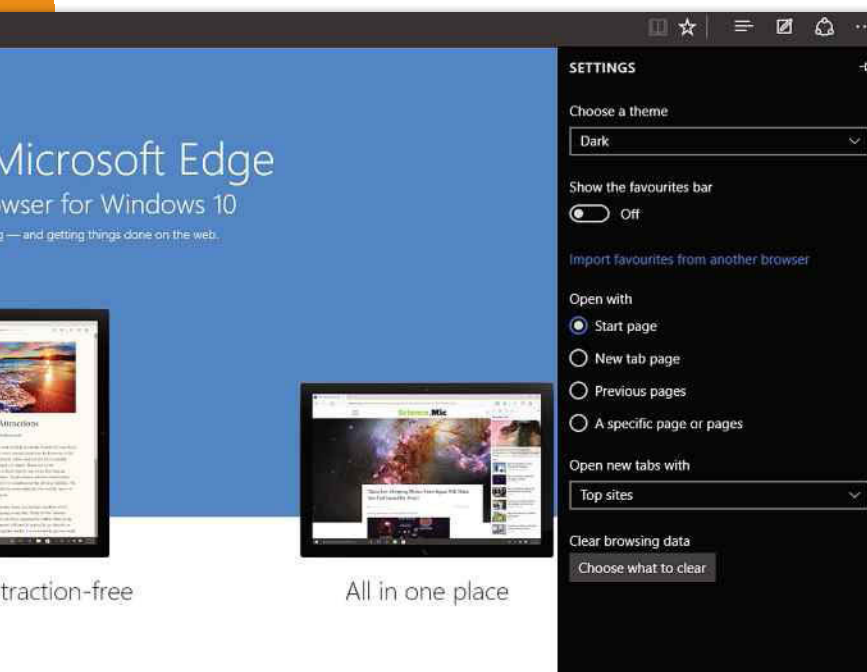 Microsoft Edge
wser for Windows 10
— and getting things done on the web.
Science.Mic
traction-free
All in one place
SETTINGS
Choose a theme
Dark
Show the favourites bar
Off
Import favourites from another browser
Open with
Start page
New tab page
Previous pages
A specific page or pages
Open new tabs with
Top sites
Clear browsing data
Choose what to clear